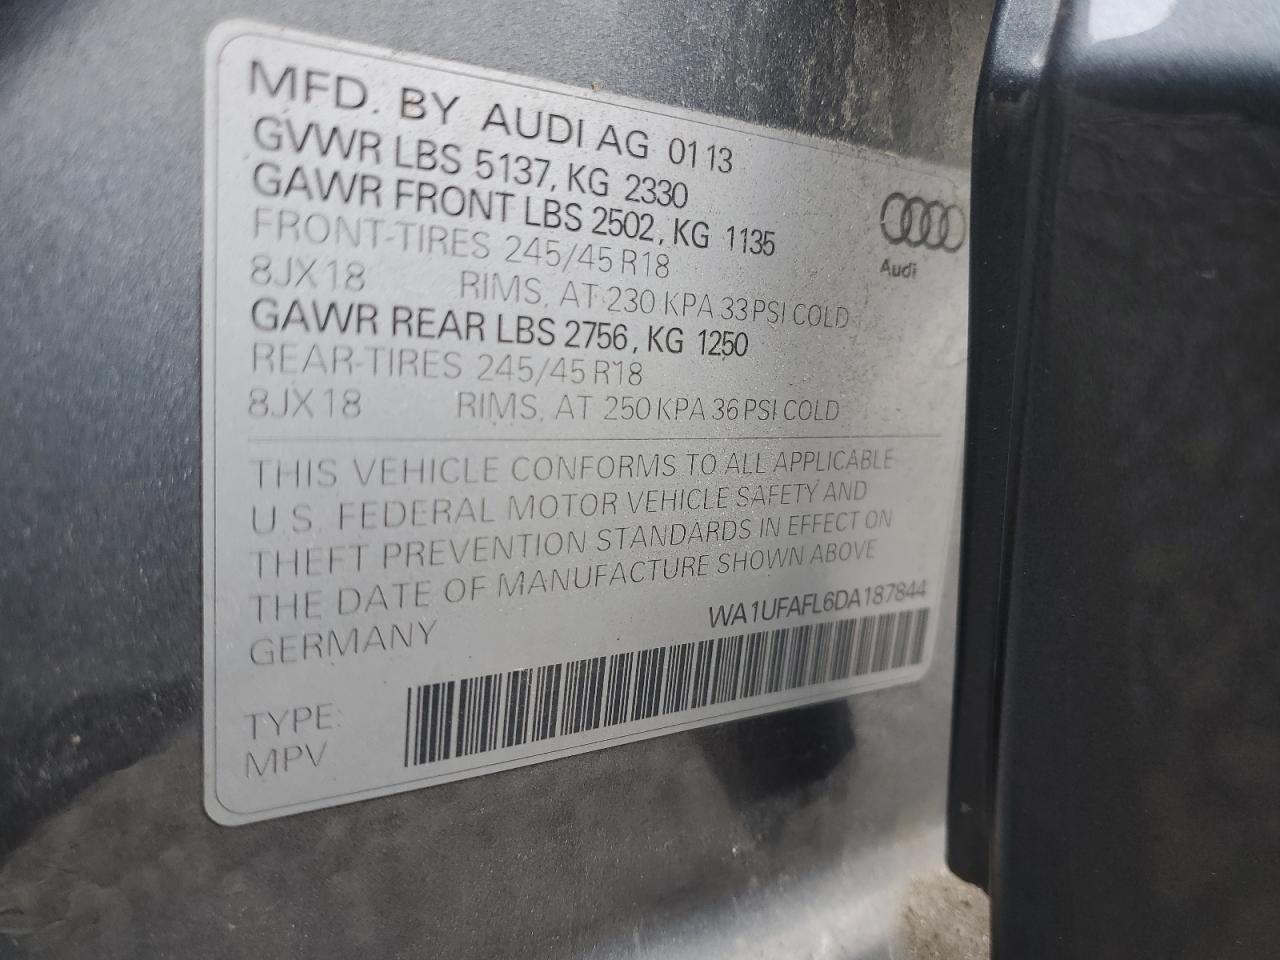 MFD. BY AUDI AG 01 13
GVWR LBS 5137, KG 2330
GAWR FRONT LBS 2502, KG 1135
FRONT-TIRES 245/45 R18
8JX18 RIMS, AT 230 KPA 33 PSI COLD
GAWR REAR LBS 2756, KG 1250
REAR-TIRES 245/45 R18
8JX18 RIMS, AT 250 KPA 36 PSI COLD
Audi
THIS VEHICLE CONFORMS TO ALL APPLICABLE
U.S. FEDERAL MOTOR VEHICLE SAFETY AND
THEFT PREVENTION STANDARDS IN EFFECT ON
THE DATE OF MANUFACTURE SHOWN ABOVE
GERMANY
WA1UFAFL6DA187844
TYPE:
MPV